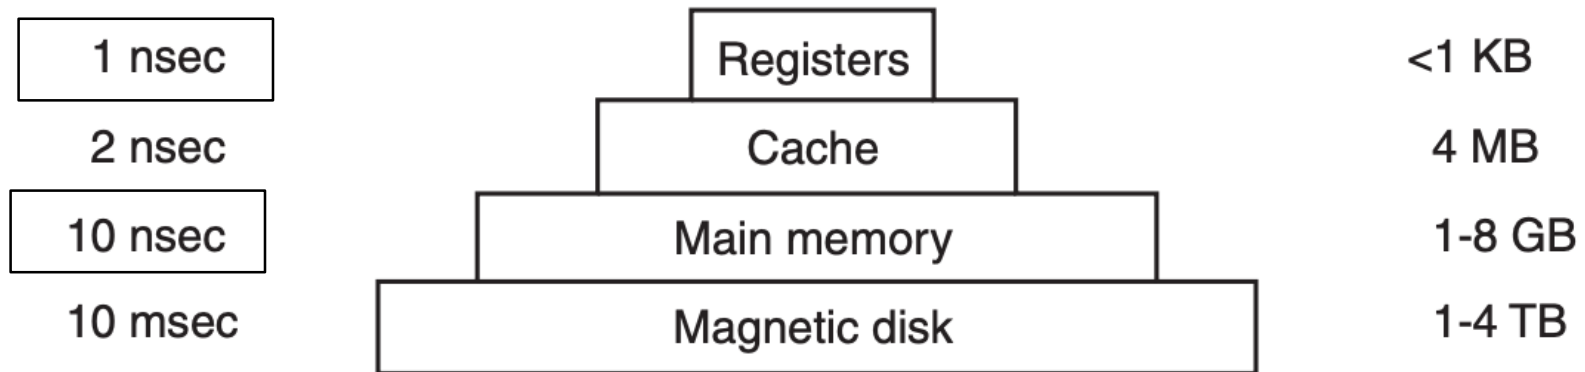 1 nsec Registers <1 KB
2 nsec Cache 4 MB
10 nsec Main memory 1-8 GB
10 msec Magnetic disk 1-4 TB